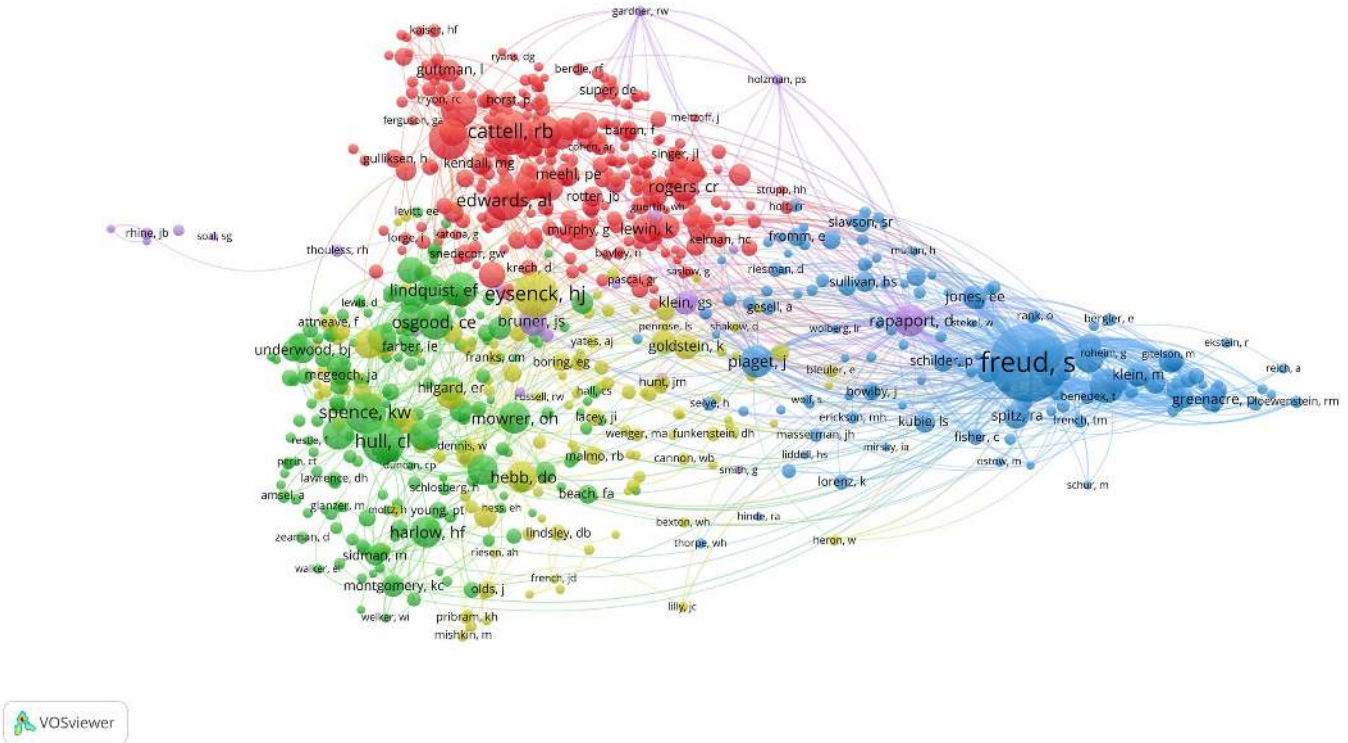 gardner, rw
kaiser, hf
ryans, dg
guttman, l
berdie, rf
holzman, ps
super, de
tryon, rc
horst, p
meltzoff, j
ferguson, ga
cattell, rb
barron, f
cohen, ar
gulliksen, h
kendall, mg
singer, jl
meehl, pe
rogers, cr
strupp, hh
levitt, ee
edwards, al
rotter, jb
guertin, wh
holt, rr
slavson, sr
rhine, jb
soal, sg
thouless, rh
lorge, i
katona, g
murphy, g
lewin, k
kelman, hc
fromm, e
mullan, h
snedecor, gw
bayley, n
saslow, g
riesman, d
krech, d
pascal, gr
sullivan, hs
lindquist, ef
eysenck, hj
klein, gs
gesell, a
jones, ee
lewis, d
attneave, f
osgood, ce
bruner, js
penrose, ls
shakow, d
wolberg, lr
rapaport, d
stekel, w
rank, o
bergler, e
underwood, bj
farber, ie
franks, cm
yates, aj
boring, eg
goldstein, k
piaget, j
bleuler, e
schilder, p
freud, s
roheim, g
gitelson, m
ekstein, r
mcgeoch, ja
hilgard, er
hall, cs
hunt, jm
klein, m
reich, a
russell, rw
bowlby, j
benedek, t
greenacre, p
loewenstein, rm
spence, kw
mowrer, oh
lacey, ji
selye, h
wolf, s
erickson, mh
kubie, ls
spitz, ra
french, tm
hull, cl
restle, f
dennis, w
wenger, ma
funkenstein, dh
masserman, jh
mirsky, ia
fisher, c
perin, ct
duncan, cp
malmo, rb
cannon, wb
liddell, hs
ostow, m
lawrence, dh
schlosberg, h
hebb, do
smith, g
lorenz, k
schur, m
amsel, a
glanzer, m
moltz, h
young, pt
hess, eh
beach, fa
zeaman, d
harlow, hf
lindsley, db
bexton, wh
hinde, ra
sidman, m
riesen, ah
thorpe, wh
heron, w
walker, el
montgomery, kc
olds, j
french, jd
welker, wi
pribram, kh
lilly, jc
mishkin, m
VOSviewer